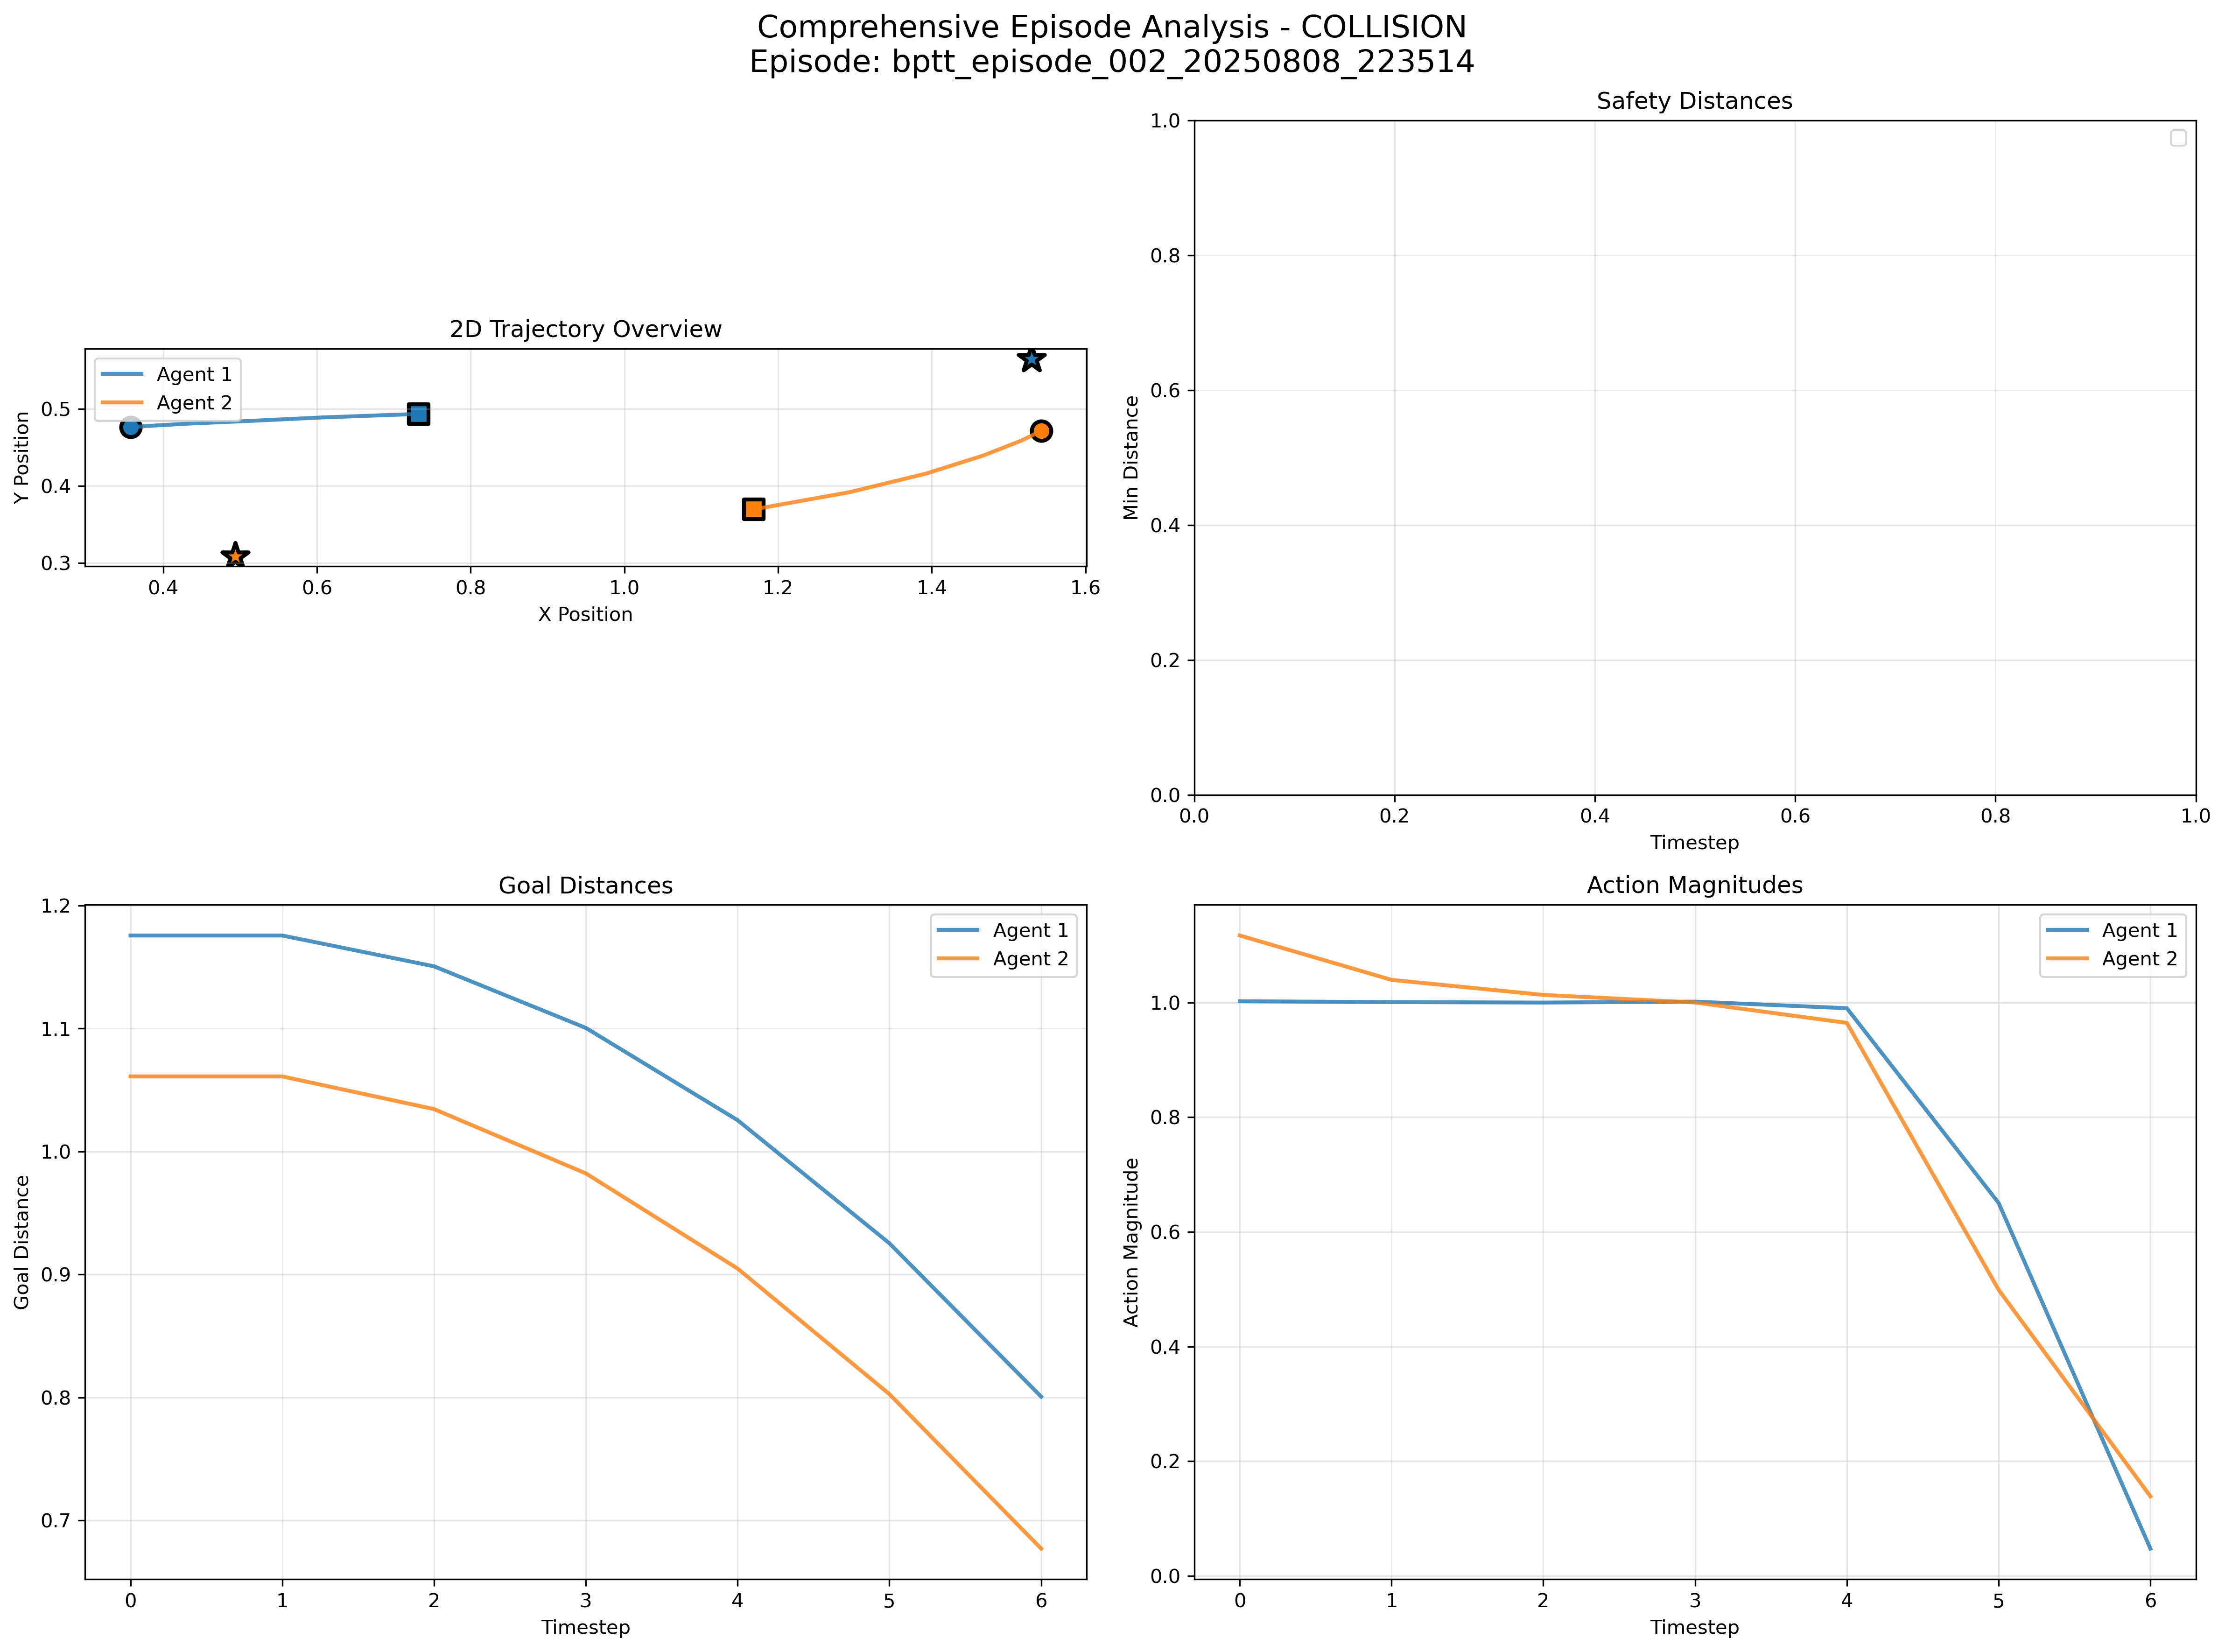 Comprehensive Episode Analysis - COLLISION
Episode: bptt_episode_002_20250808_223514
2D Trajectory Overview
Agent 1
Agent 2
Y Position
0.5
0.4
0.3
0.4
0.6
0.8
1.0
1.2
1.4
1.6
X Position
Safety Distances
Min Distance
1.0
0.8
0.6
0.4
0.2
0.0
0.0
0.2
0.4
0.6
0.8
1.0
Timestep
Goal Distances
Agent 1
Agent 2
Goal Distance
1.2
1.1
1.0
0.9
0.8
0.7
0
1
2
3
4
5
6
Timestep
Action Magnitudes
Agent 1
Agent 2
Action Magnitude
1.0
0.8
0.6
0.4
0.2
0.0
0
1
2
3
4
5
6
Timestep